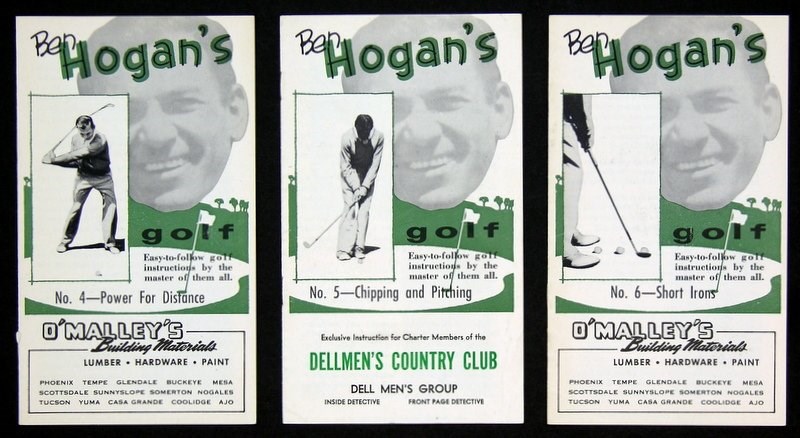 Ben
Hogan's
golf
Easy-to-follow golf
instructions by the
master of them all.
No. 4—Power For Distance
O'MALLEY'S
Building Materials
LUMBER • HARDWARE • PAINT
PHOENIX TEMPE GLENDALE BUCKEYE MESA
SCOTTSDALE SUNNYSLOPE SOMERTON NOGALES
TUCSON YUMA CASA GRANDE COOLIDGE AJO
Ben
Hogan's
golf
Easy-to-follow golf
instructions by the
master of them all.
No. 5—Chipping and Pitching
Exclusive Instruction for Charter Members of the
DELLMEN'S COUNTRY CLUB
DELL MEN'S GROUP
INSIDE DETECTIVE FRONT PAGE DETECTIVE
Ben
Hogan's
golf
Easy-to-follow golf
instructions by the
master of them all.
No. 6—Short Irons
O'MALLEY'S
Building Materials
LUMBER • HARDWARE • PAINT
PHOENIX TEMPE GLENDALE BUCKEYE MESA
SCOTTSDALE SUNNYSLOPE SOMERTON NOGALES
TUCSON YUMA CASA GRANDE COOLIDGE AJO